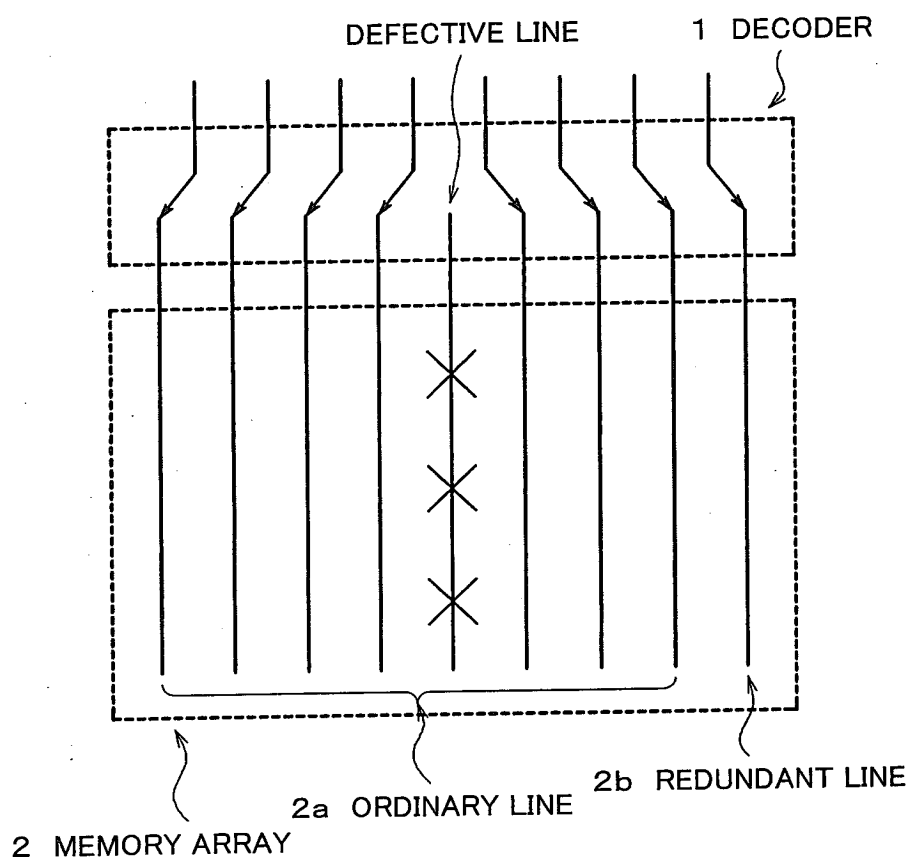 DEFECTIVE LINE
1 DECODER
2b REDUNDANT LINE
2a ORDINARY LINE
2 MEMORY ARRAY